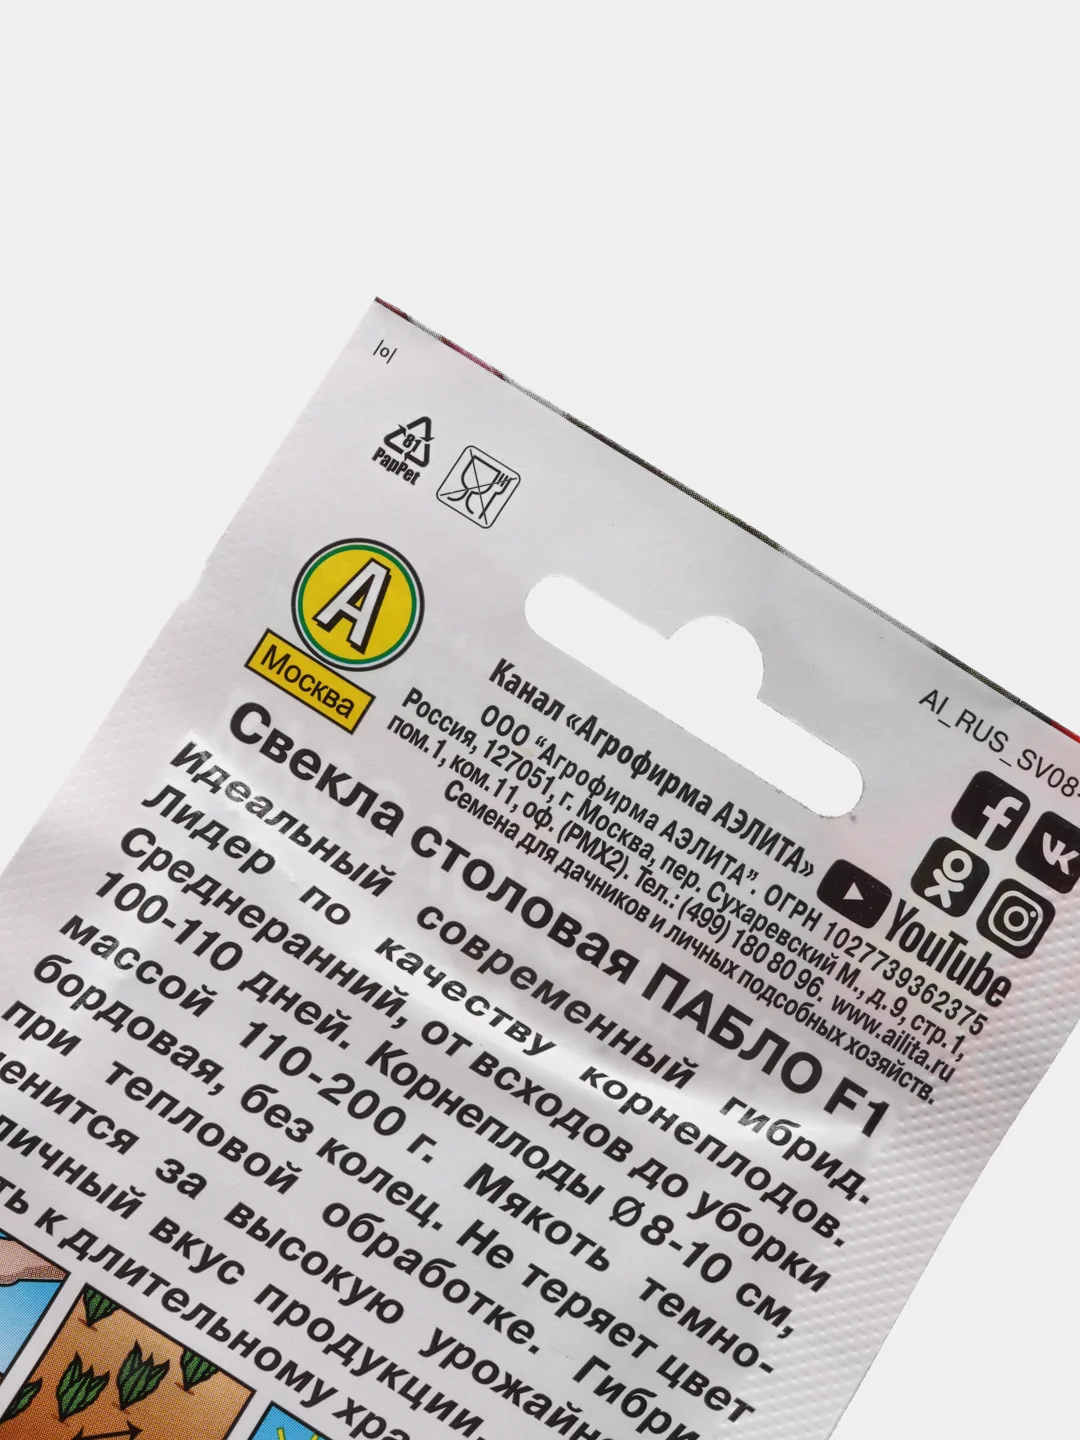 |o|
81
PapPet
AI_RUS_SV08-
А
Москва
Канал «Агрофирма АЭЛИТА»
YouTube
ООО “Агрофирма АЭЛИТА”. ОГРН 1027739362375
Россия, 127051, г. Москва, пер. Сухаревский М., д. 9, стр. 1,
пом. 1, ком. 11, оф. (РМХ2). Тел.: (499) 180 80 96. www.ailita.ru
Семена для дачников и личных подсобных хозяйств.
Свекла столовая ПАБЛО F1
Идеальный современный гибрид.
Лидер по качеству корнеплодов.
Среднеранний, от всходов до уборки
100-110 дней. Корнеплоды Ø 8-10 см,
массой 110-200 г. Мякоть темно-
бордовая, без колец. Не теряет цвет
при тепловой обработке. Гибри
енится за высокую урожайн
личный вкус продукции,
ть к длительному хра